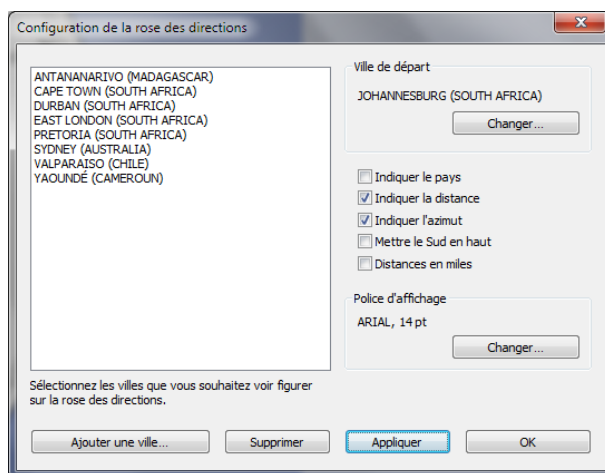 Configuration de la rose des directions
ANTANANARIVO (MADAGASCAR)
CAPE TOWN (SOUTH AFRICA)
DURBAN (SOUTH AFRICA)
EAST LONDON (SOUTH AFRICA)
PRETORIA (SOUTH AFRICA)
SYDNEY (AUSTRALIA)
VALPARAISO (CHILE)
YAOUNDÉ (CAMEROUN)
Sélectionnez les villes que vous souhaitez voir figurer
sur la rose des directions.
Ville de départ
JOHANNESBURG (SOUTH AFRICA)
Changer...
Indiquer le pays
Indiquer la distance
Indiquer l'azimut
Mettre le Sud en haut
Distances en miles
Police d'affichage
ARIAL, 14 pt
Changer...
Ajouter une ville...
Supprimer
Appliquer
OK